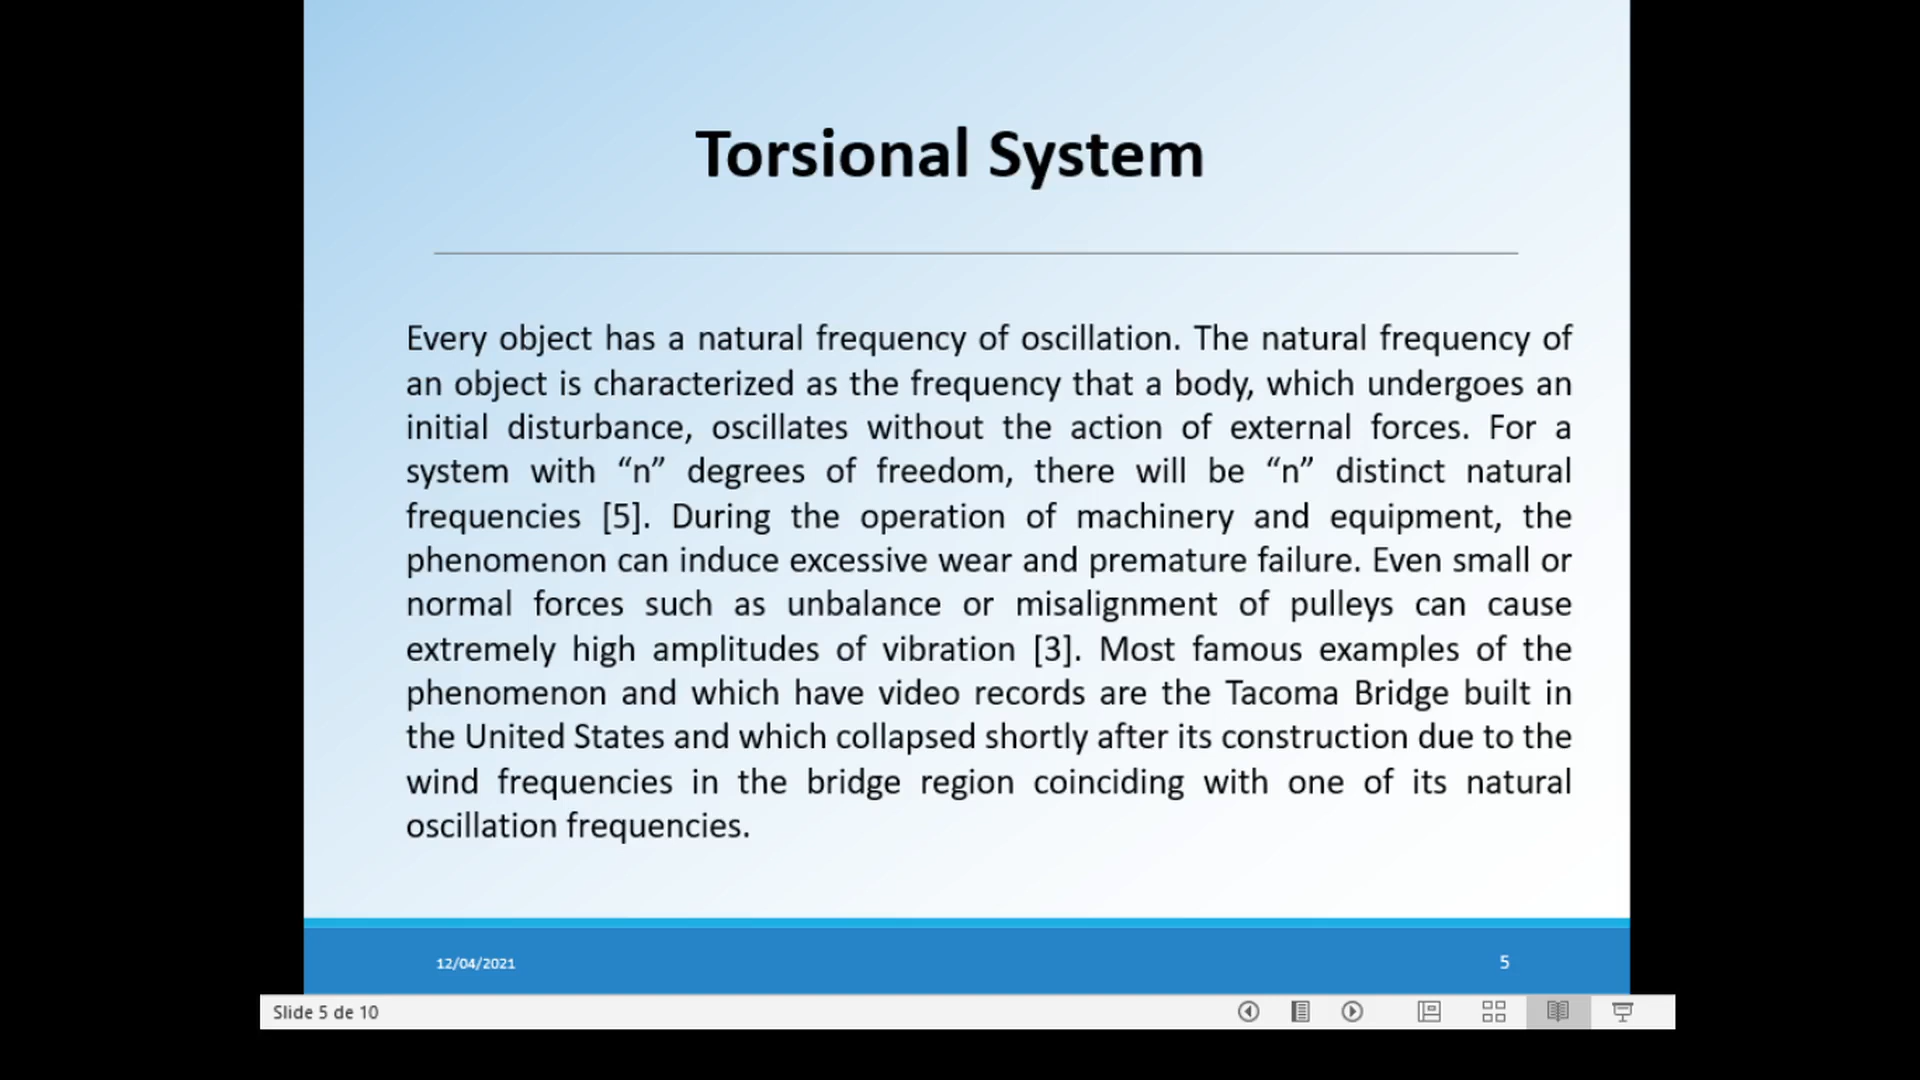 Torsional System
Every object has a natural frequency of oscillation. The natural frequency of
an object is characterized as the frequency that a body, which undergoes an
initial disturbance, oscillates without the action of external forces. For a
system with “n” degrees of freedom, there will be “n” distinct natural
frequencies [5]. During the operation of machinery and equipment, the
phenomenon can induce excessive wear and premature failure. Even small or
normal forces such as unbalance or misalignment of pulleys can cause
extremely high amplitudes of vibration [3]. Most famous examples of the
phenomenon and which have video records are the Tacoma Bridge built in
the United States and which collapsed shortly after its construction due to the
wind frequencies in the bridge region coinciding with one of its natural
oscillation frequencies.
12/04/2021
5
Slide 5 de 10